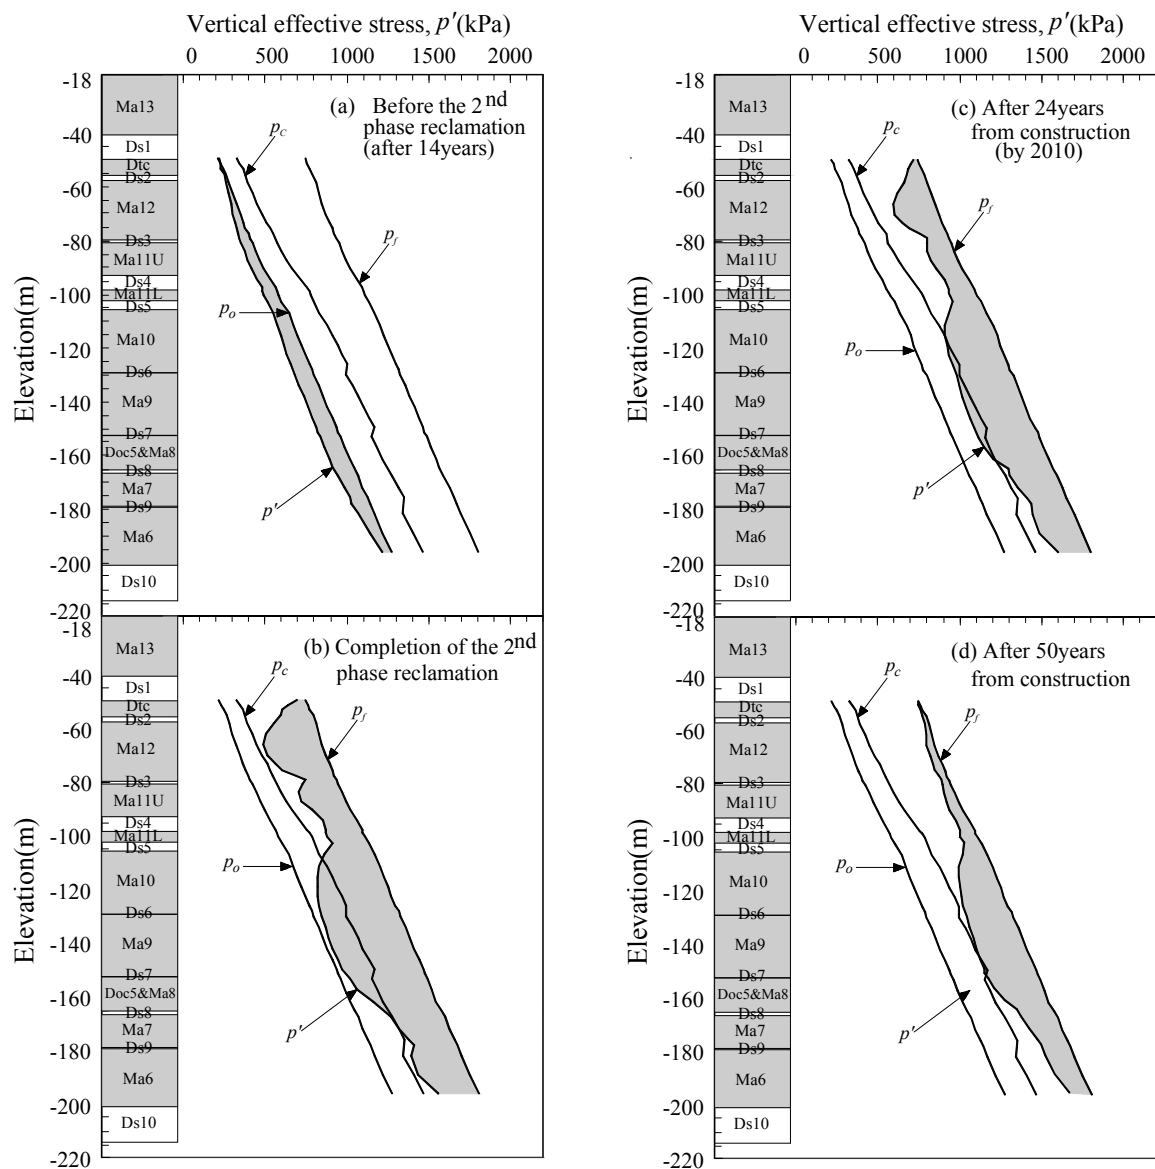 Vertical effective stress, p'(kPa)
0 500 1000 1500 2000
Elevation(m)
-18
-40
-60
-80
-100
-120
-140
-160
-180
-200
-220
Ma13
Ds1
Dtc
Ds2
Ma12
Ds3
Ma11U
Ds4
Ma11L
Ds5
Ma10
Ds6
Ma9
Ds7
Doc5&Ma8
Ds8
Ma7
Ds9
Ma6
Ds10
(a) Before the 2nd
phase reclamation
(after 14years)
pc
pf
po
p'
Vertical effective stress, p'(kPa)
0 500 1000 1500 2000
Elevation(m)
-18
-40
-60
-80
-100
-120
-140
-160
-180
-200
-220
Ma13
Ds1
Dtc
Ds2
Ma12
Ds3
Ma11U
Ds4
Ma11L
Ds5
Ma10
Ds6
Ma9
Ds7
Doc5&Ma8
Ds8
Ma7
Ds9
Ma6
Ds10
(c) After 24years
from construction
(by 2010)
pc
pf
po
p'
Elevation(m)
-18
-40
-60
-80
-100
-120
-140
-160
-180
-200
-220
Ma13
Ds1
Dtc
Ds2
Ma12
Ds3
Ma11U
Ds4
Ma11L
Ds5
Ma10
Ds6
Ma9
Ds7
Doc5&Ma8
Ds8
Ma7
Ds9
Ma6
Ds10
(b) Completion of the 2nd
phase reclamation
pc
pf
po
p'
Elevation(m)
-18
-40
-60
-80
-100
-120
-140
-160
-180
-200
-220
Ma13
Ds1
Dtc
Ds2
Ma12
Ds3
Ma11U
Ds4
Ma11L
Ds5
Ma10
Ds6
Ma9
Ds7
Doc5&Ma8
Ds8
Ma7
Ds9
Ma6
Ds10
(d) After 50years
from construction
pc
pf
po
p'